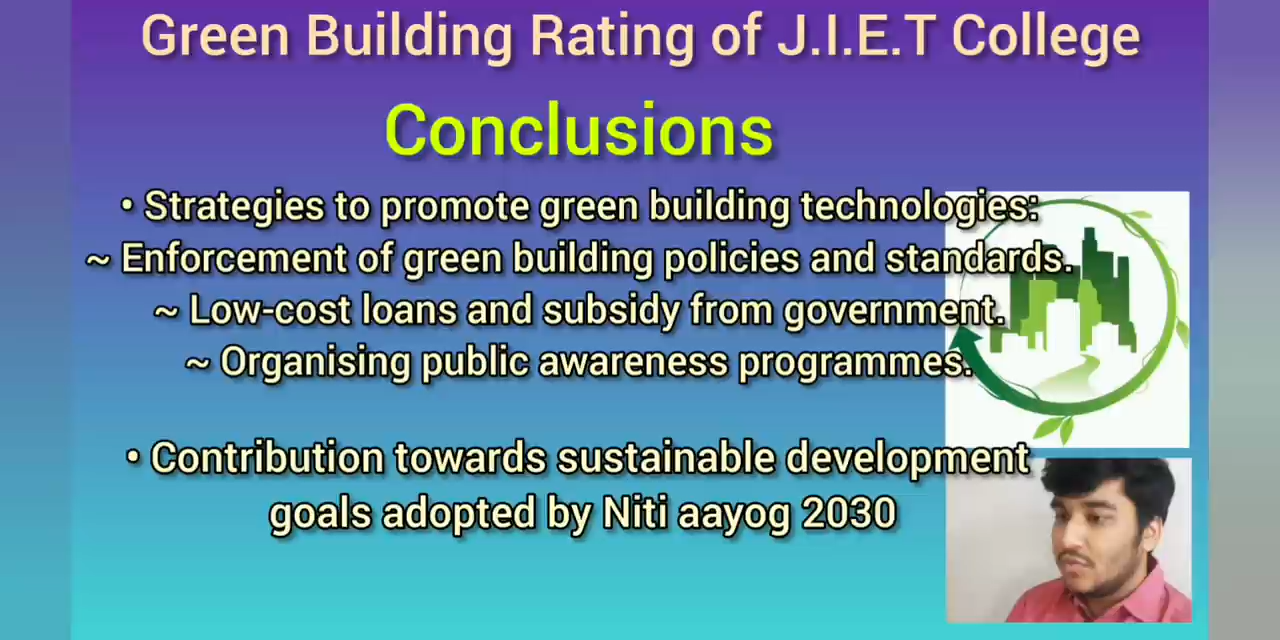 Green Building Rating of J.I.E.T College
Conclusions
• Strategies to promote green building technologies:
~ Enforcement of green building policies and standards.
~ Low-cost loans and subsidy from government.
~ Organising public awareness programmes.
• Contribution towards sustainable development
goals adopted by Niti aayog 2030